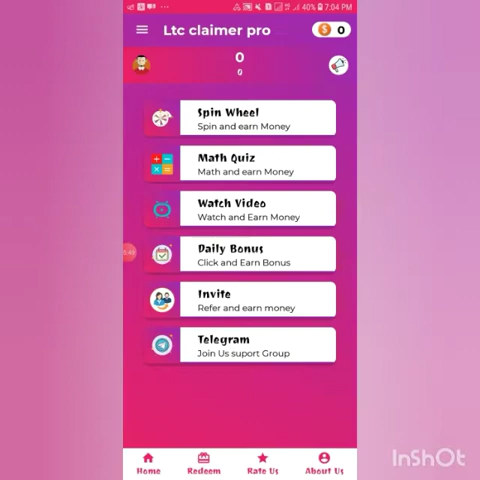 40% 7:04 PM
Ltc claimer pro
$ 0
0
0
Spin Wheel
Spin and earn Money
Math Quiz
Math and earn Money
Watch Video
Watch and Earn Money
Daily Bonus
Click and Earn Bonus
Invite
Refer and earn money
Telegram
Join Us suport Group
Home Redeem Rate Us About Us
InShOt